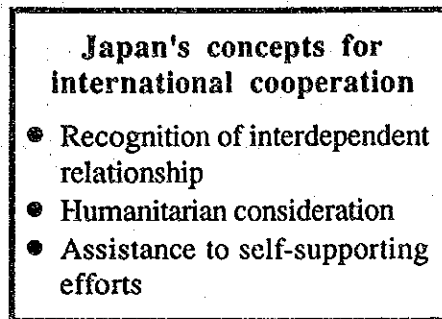 Japan's concepts for
international cooperation
● Recognition of interdependent
relationship
● Humanitarian consideration
● Assistance to self-supporting
efforts